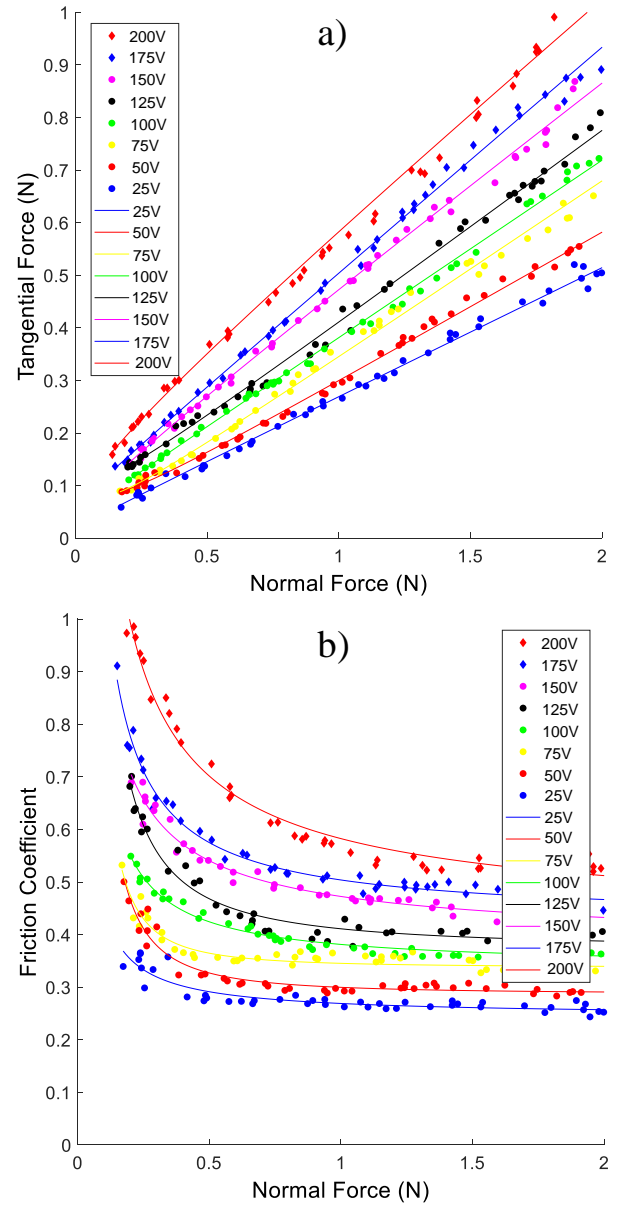 a)
1
0.9
0.8
0.7
0.6
0.5
0.4
0.3
0.2
0.1
0
Tangential Force (N)
200V
175V
150V
125V
100V
75V
50V
25V
25V
50V
75V
100V
125V
150V
175V
200V
0 0.5 1 1.5 2
Normal Force (N)
b)
1
0.9
0.8
0.7
0.6
0.5
0.4
0.3
0.2
0.1
0
Friction Coefficient
200V
175V
150V
125V
100V
75V
50V
25V
25V
50V
75V
100V
125V
150V
175V
200V
0 0.5 1 1.5 2
Normal Force (N)